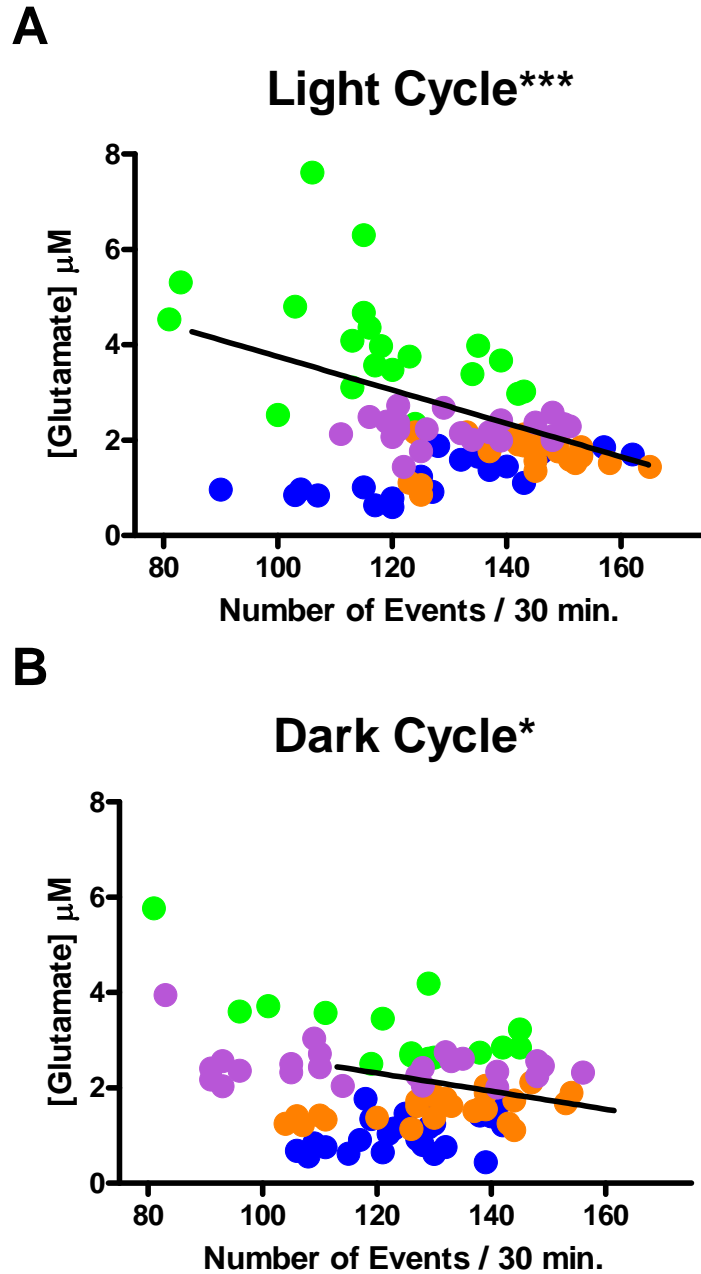 A
Light Cycle***
8
6
4
2
0
[Glutamate] μM
80 100 120 140 160
Number of Events / 30 min.
B
Dark Cycle*
8
6
4
2
0
[Glutamate] μM
80 100 120 140 160
Number of Events / 30 min.